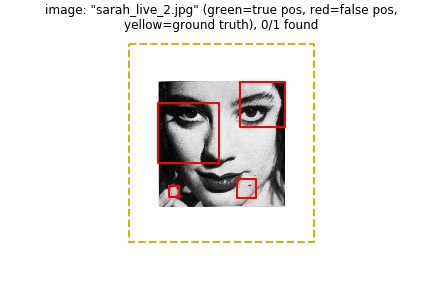 image: "sarah_live_2.jpg" (green=true pos, red=false pos,
yellow=ground truth), 0/1 found